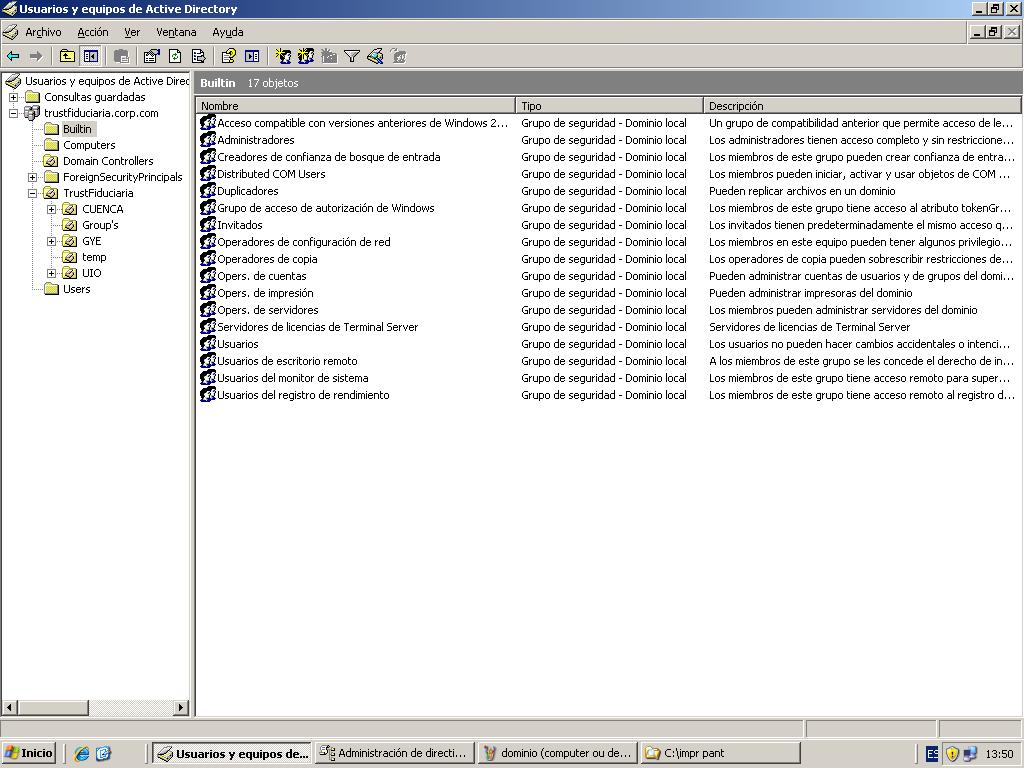 Usuarios y equipos de Active Directory
Archivo Acción Ver Ventana Ayuda
Usuarios y equipos de Active Direc
Consultas guardadas
trustfiduciaria.corp.com
Builtin
Computers
Domain Controllers
ForeignSecurityPrincipals
TrustFiduciaria
CUENCA
Group's
GYE
temp
UIO
Users
Builtin 17 objetos
Nombre Tipo Descripción
Acceso compatible con versiones anteriores de Windows 2... Grupo de seguridad - Dominio local Un grupo de compatibilidad anterior que permite acceso de le...
Administradores Grupo de seguridad - Dominio local Los administradores tienen acceso completo y sin restriccione...
Creadores de confianza de bosque de entrada Grupo de seguridad - Dominio local Los miembros de este grupo pueden crear confianza de entra...
Distributed COM Users Grupo de seguridad - Dominio local Los miembros pueden iniciar, activar y usar objetos de COM ...
Duplicadores Grupo de seguridad - Dominio local Pueden replicar archivos en un dominio
Grupo de acceso de autorización de Windows Grupo de seguridad - Dominio local Los miembros de este grupo tiene acceso al atributo tokenGr...
Invitados Grupo de seguridad - Dominio local Los invitados tienen predeterminadamente el mismo acceso q...
Operadores de configuración de red Grupo de seguridad - Dominio local Los miembros en este equipo pueden tener algunos privilegio...
Operadores de copia Grupo de seguridad - Dominio local Los operadores de copia pueden sobrescribir restricciones de...
Opers. de cuentas Grupo de seguridad - Dominio local Pueden administrar cuentas de usuarios y de grupos del domi...
Opers. de impresión Grupo de seguridad - Dominio local Pueden administrar impresoras del dominio
Opers. de servidores Grupo de seguridad - Dominio local Los miembros pueden administrar servidores del dominio
Servidores de licencias de Terminal Server Grupo de seguridad - Dominio local Servidores de licencias de Terminal Server
Usuarios Grupo de seguridad - Dominio local Los usuarios no pueden hacer cambios accidentales o intenci...
Usuarios de escritorio remoto Grupo de seguridad - Dominio local A los miembros de este grupo se les concede el derecho de in...
Usuarios del monitor de sistema Grupo de seguridad - Dominio local Los miembros de este grupo tiene acceso remoto para super...
Usuarios del registro de rendimiento Grupo de seguridad - Dominio local Los miembros de este grupo tiene acceso remoto al registro d...
Inicio Usuarios y equipos de... Administración de directi... dominio (computer ou de... C:\impr pant ES 13:50